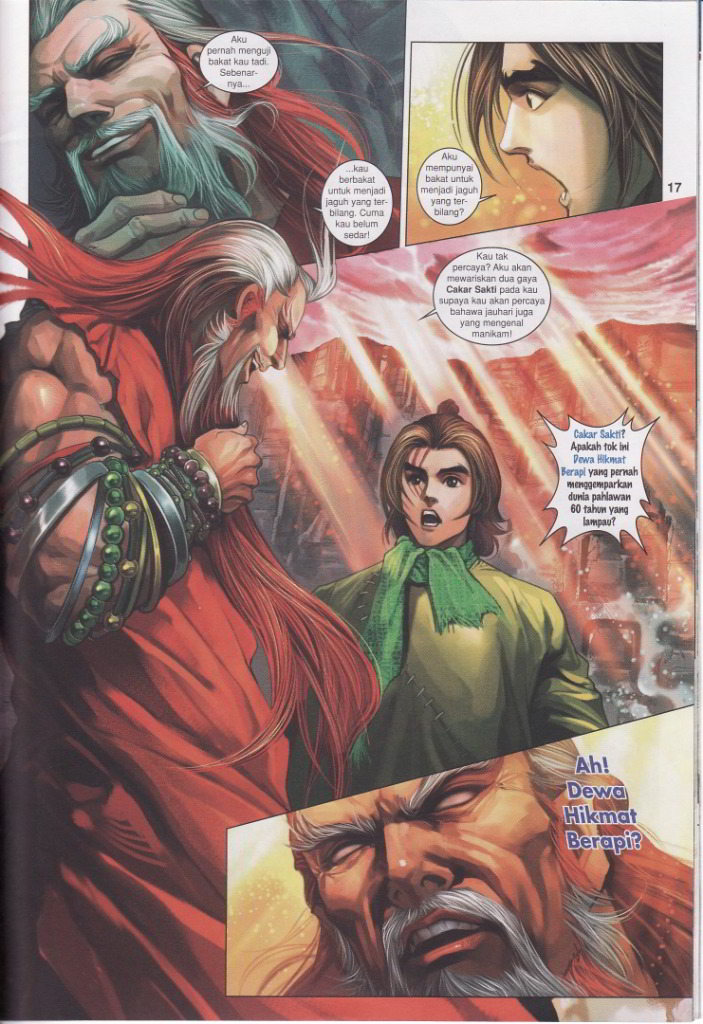 Aku
pernah menguji
bakat kau tadi.
Sebenar-
nya...
...kau
berbakat
untuk menjadi
jaguh yang ter-
bilang. Cuma
kau belum
sedar!
Aku
mempunyai
bakat untuk
menjadi jaguh
yang ter-
bilang?
17
Kau tak
percaya? Aku akan
mewariskan dua gaya
Cakar Sakti pada kau
supaya kau akan percaya
bahawa jauhari juga
yang mengenal
manikam!
Cakar Sakti?
Apakah tok ini
Dewa Hikmat
Berapi yang pernah
menggemparkan
dunia pahlawan
60 tahun yang
lampau?
Ah!
Dewa
Hikmat
Berapi?